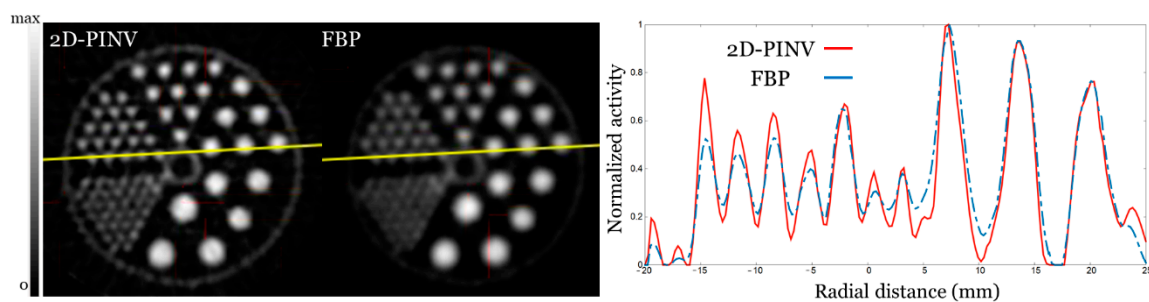 max
2D-PINV
FBP
0
Normalized activity
1
0.8
0.6
0.4
0.2
0
2D-PINV
FBP
-20
-15
-10
-5
0
5
10
15
20
25
Radial distance (mm)